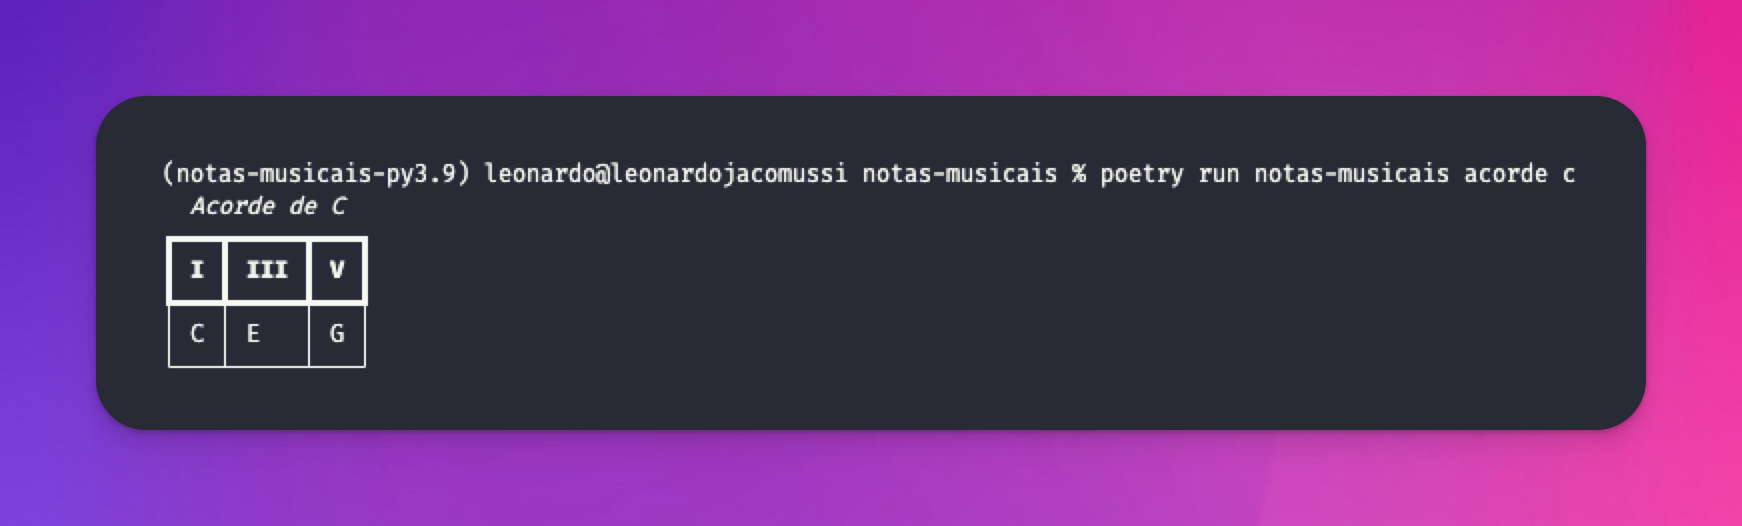 (notas-musicais-py3.9) leonardo@leonardojacomussi notas-musicais % poetry run notas-musicais acorde c
Acorde de C
I III V
C E G